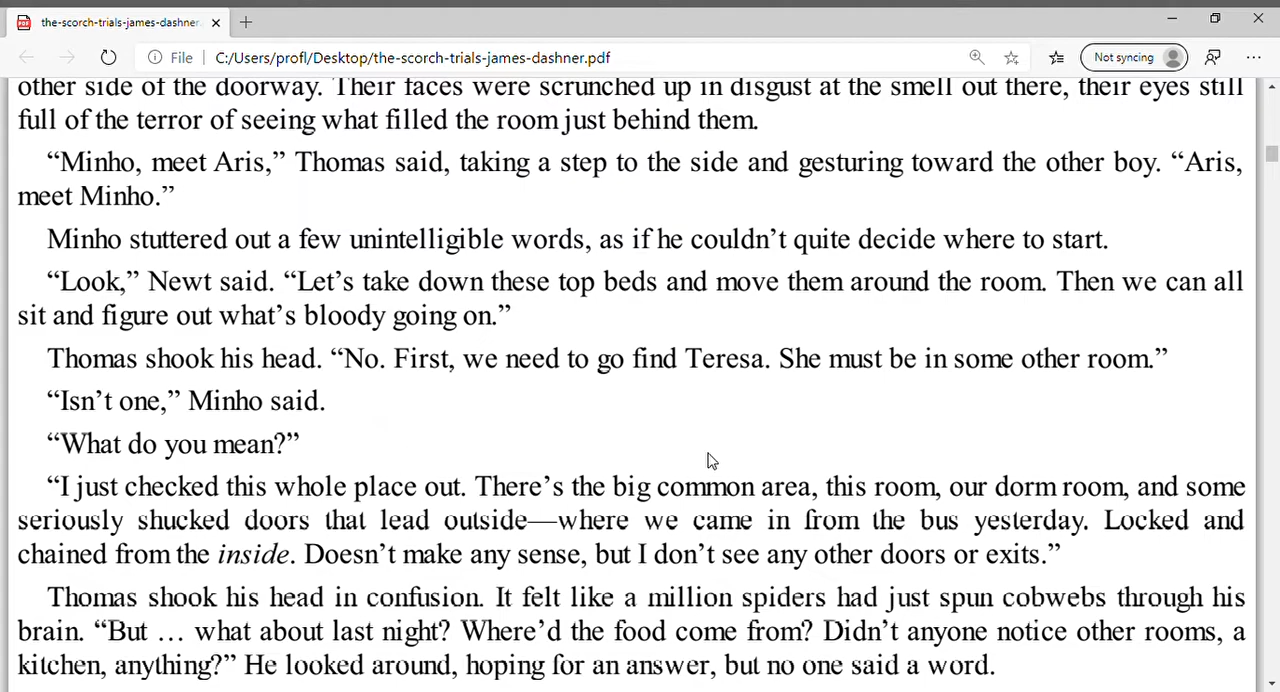 the-scorch-trials-james-dashner
File C:/Users/profl/Desktop/the-scorch-trials-james-dashner.pdf Not syncing
other side of the doorway. Their faces were scrunched up in disgust at the smell out there, their eyes still
full of the terror of seeing what filled the room just behind them.
“Minho, meet Aris,” Thomas said, taking a step to the side and gesturing toward the other boy. “Aris,
meet Minho.”
Minho stuttered out a few unintelligible words, as if he couldn’t quite decide where to start.
“Look,” Newt said. “Let’s take down these top beds and move them around the room. Then we can all
sit and figure out what’s bloody going on.”
Thomas shook his head. “No. First, we need to go find Teresa. She must be in some other room.”
“Isn’t one,” Minho said.
“What do you mean?”
“I just checked this whole place out. There’s the big common area, this room, our dorm room, and some
seriously shucked doors that lead outside—where we came in from the bus yesterday. Locked and
chained from the inside. Doesn’t make any sense, but I don’t see any other doors or exits.”
Thomas shook his head in confusion. It felt like a million spiders had just spun cobwebs through his
brain. “But … what about last night? Where’d the food come from? Didn’t anyone notice other rooms, a
kitchen, anything?” He looked around, hoping for an answer, but no one said a word.